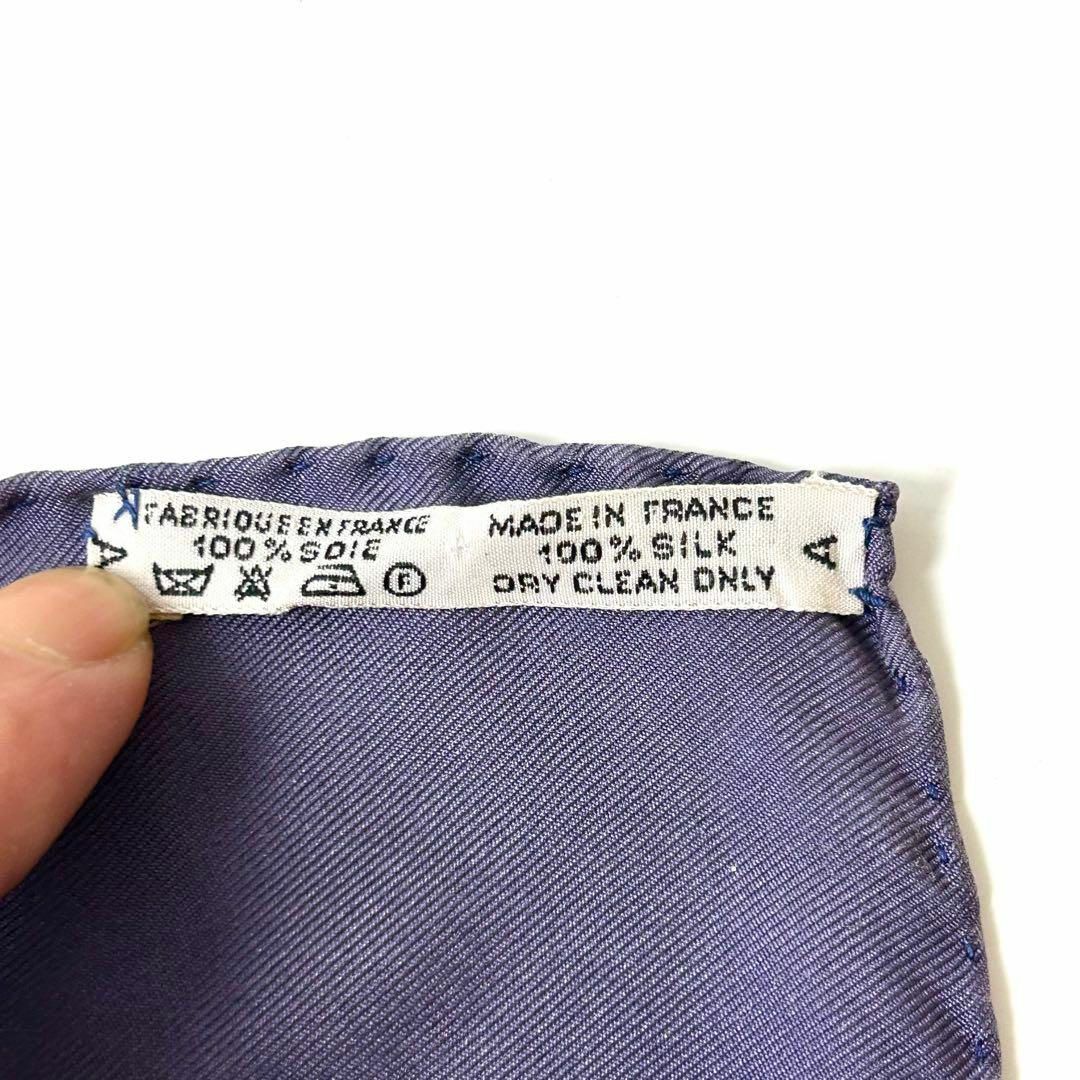 FABRIQUE EN FRANCE
100% SOIE
F
MADE IN FRANCE
100% SILK
DRY CLEAN ONLY
A
A